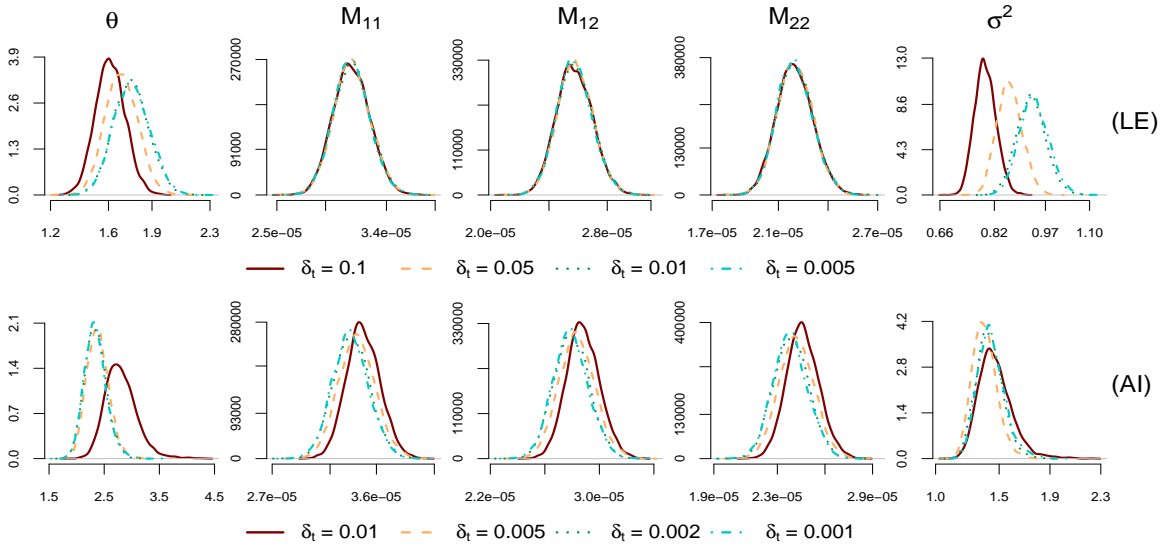 θ M₁₁ M₁₂ M₂₂ σ²
0.0 1.3 2.6 3.9
1.2 1.6 1.9 2.3
0 91000 270000
2.5e−05 3.4e−05
0 110000 330000
2.0e−05 2.8e−05
0 130000 380000
1.7e−05 2.1e−05 2.7e−05
0.0 4.3 8.6 13.0
0.66 0.82 0.97 1.10
(LE)
δₜ = 0.1 δₜ = 0.05 δₜ = 0.01 δₜ = 0.005
0.0 0.7 1.4 2.1
1.5 2.5 3.5 4.5
0 93000 280000
2.7e−05 3.6e−05
0 110000 330000
2.2e−05 3.0e−05
0 130000 400000
1.9e−05 2.3e−05 2.9e−05
0.0 1.4 2.8 4.2
1.0 1.5 1.9 2.3
(AI)
δₜ = 0.01 δₜ = 0.005 δₜ = 0.002 δₜ = 0.001